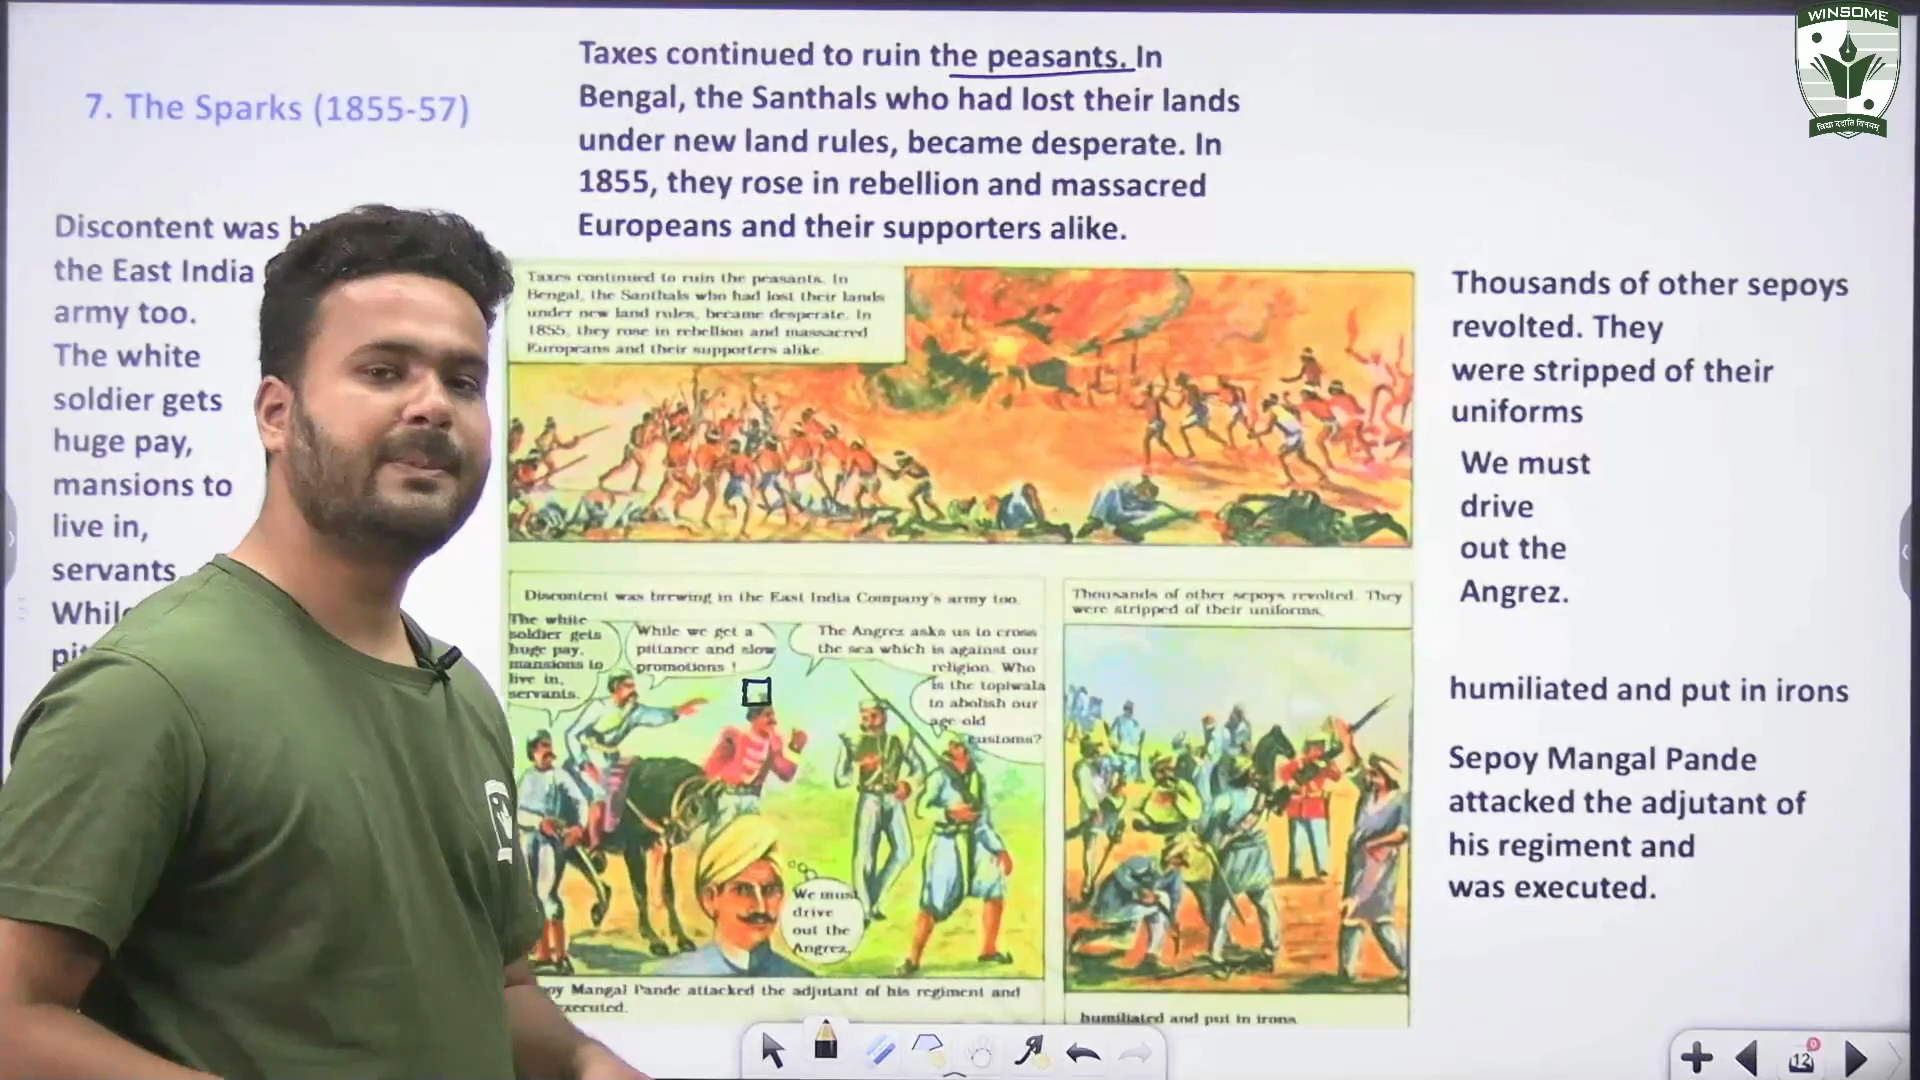 WINSOME
विद्या ददाति विनयम्
7. The Sparks (1855-57)
Taxes continued to ruin the peasants. In
Bengal, the Santhals who had lost their lands
under new land rules, became desperate. In
1855, they rose in rebellion and massacred
Europeans and their supporters alike.
Discontent was
the East India
army too.
The white
soldier gets
huge pay,
mansions to
live in,
servants
Taxes continued to ruin the peasants. In
Bengal, the Santhals who had lost their lands
under new land rules, became desperate. In
1855, they rose in rebellion and massacred
Europeans and their supporters alike.
Discontent was brewing in the East India Company's army too.
The white
soldier gets
huge pay,
mansions to
live in,
servants.
While we get a
pittance and slow
promotions !
The Angrez asks us to cross
the sea which is against our
religion. Who
is the topiwala
to abolish our
age old
customs?
We must
drive
out the
Angrez.
Mangal Pande attacked the adjutant of his regiment and
Thousands of other sepoys revolted. They
were stripped of their uniforms,
humiliated and put in irons
Thousands of other sepoys
revolted. They
were stripped of their
uniforms
We must
drive
out the
Angrez.
humiliated and put in irons
Sepoy Mangal Pande
attacked the adjutant of
his regiment and
was executed.
12
0